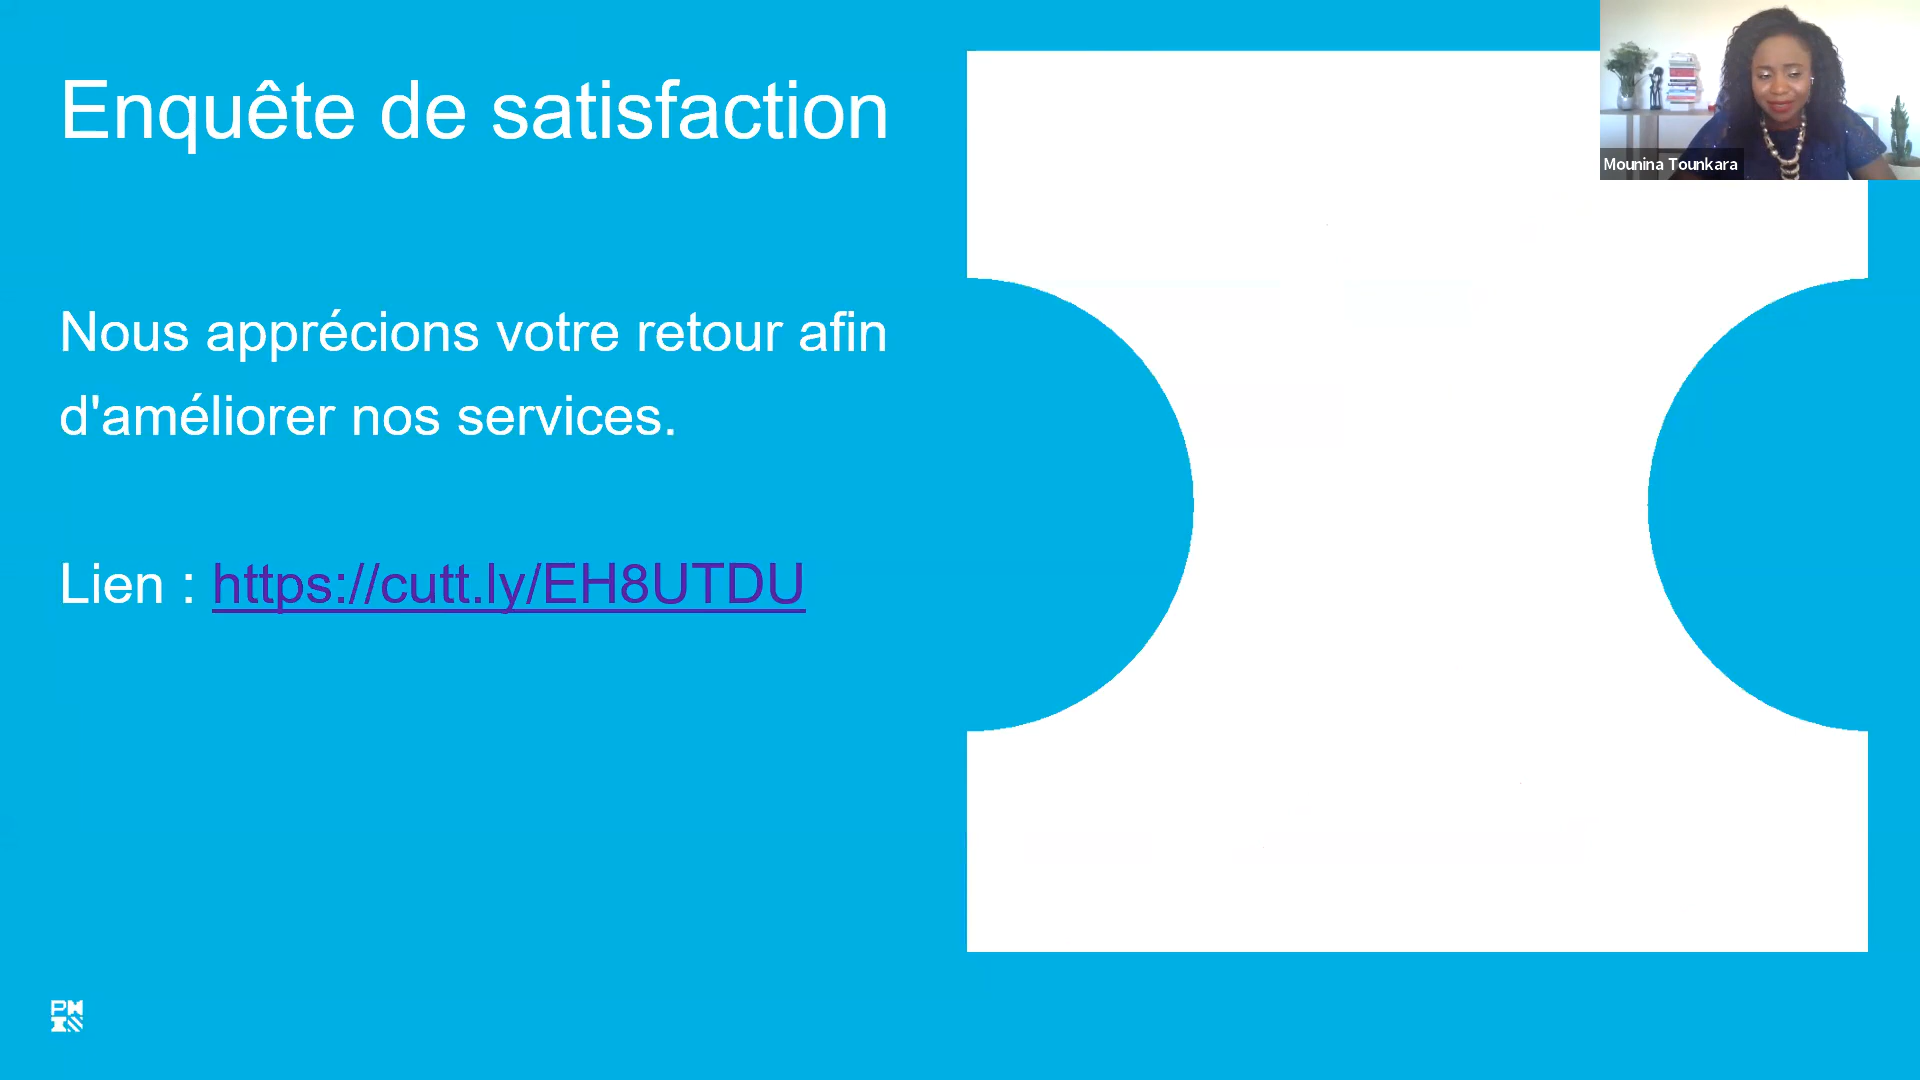 Enquête de satisfaction
Nous apprécions votre retour afin
d'améliorer nos services.
Lien : https://cutt.ly/EH8UTDU
Mounina Tounkara
PMI